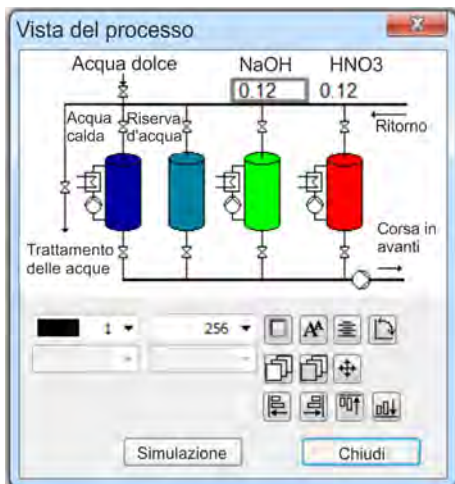 Vista del processo
Acqua dolce
NaOH
HNO3
0.12
0.12
Acqua
calda
Riserva
d'acqua
Ritorno
Trattamento
delle acque
Corsa in
avanti
1
256
AA
Simulazione
Chiudi